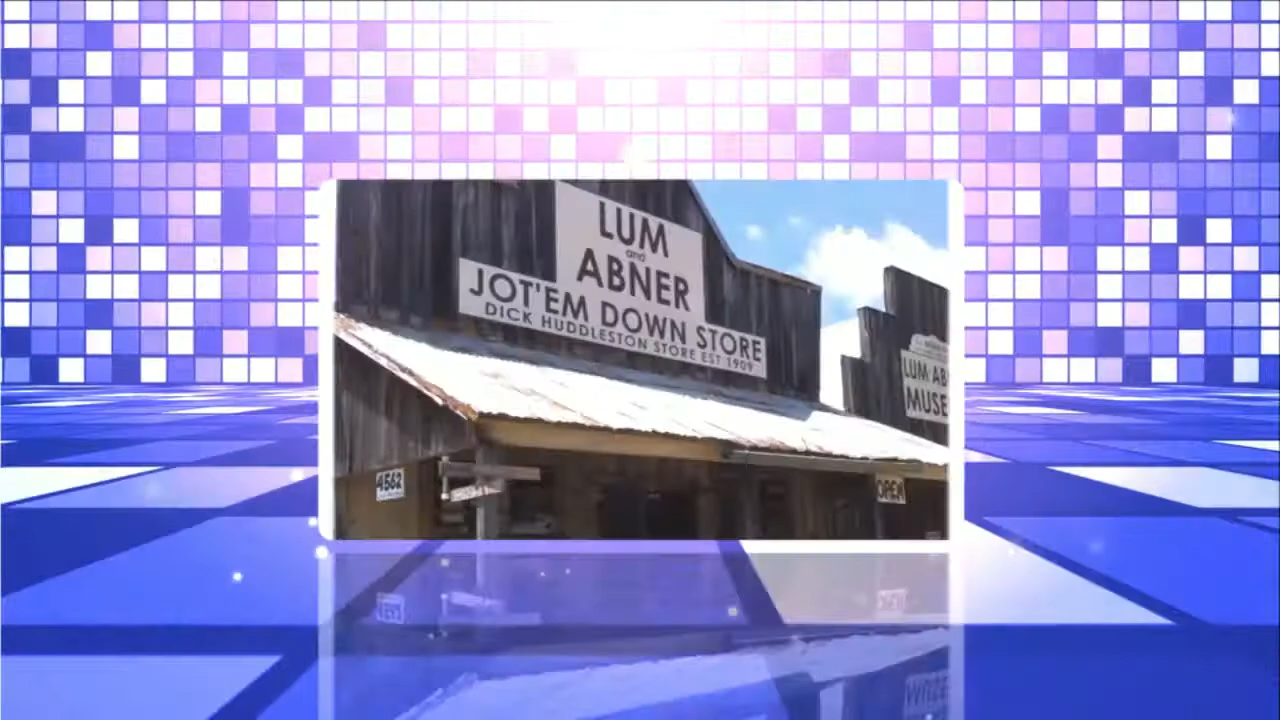 LUM
and
ABNER
JOT'EM DOWN STORE
DICK HUDDLESTON STORE EST 1909
LUM AB
MUSE
4562
OPEN